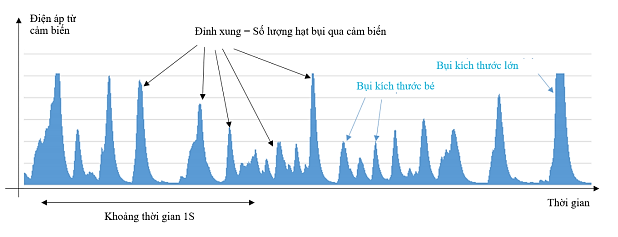 Điện áp từ
cảm biến
Đỉnh xung = Số lượng hạt bụi qua cảm biến
Bụi kích thước lớn
Bụi kích thước bé
Khoảng thời gian 1S
Thời gian